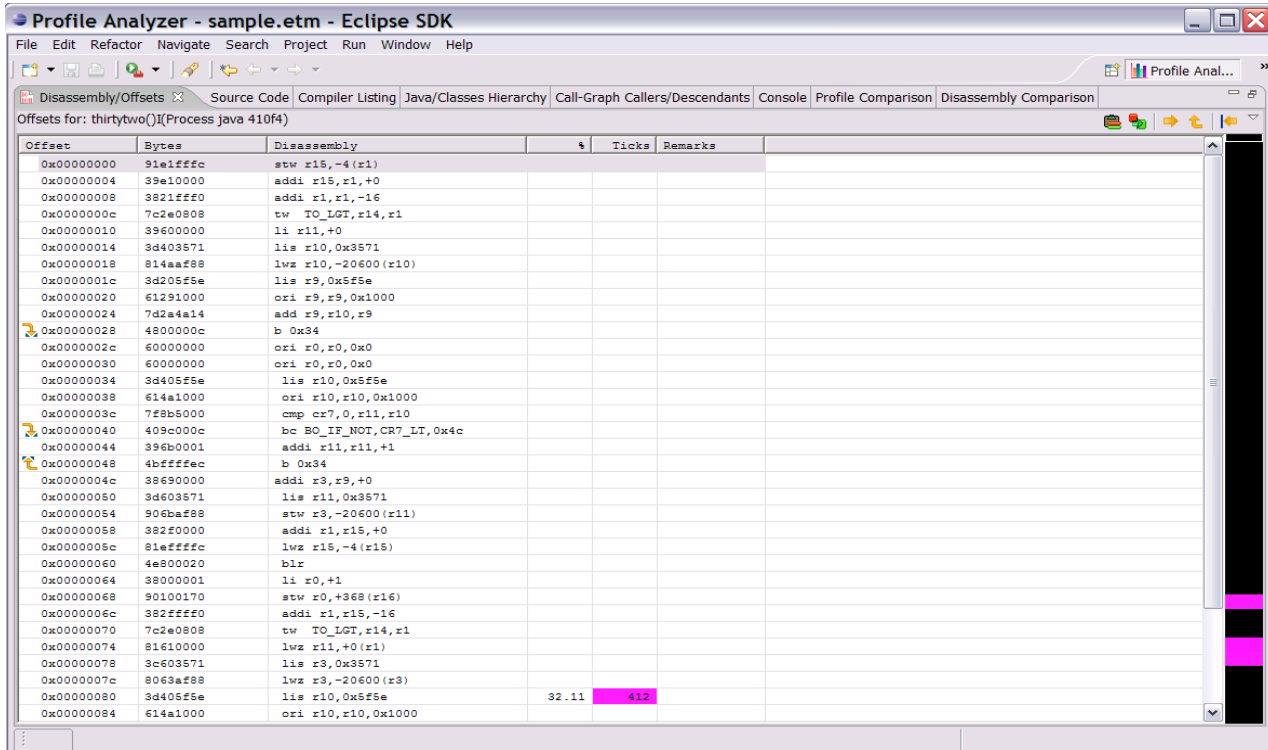 Profile Analyzer - sample.etm - Eclipse SDK
File Edit Refactor Navigate Search Project Run Window Help
Profile Anal... »
Disassembly/Offsets Source Code Compiler Listing Java/Classes Hierarchy Call-Graph Callers/Descendants Console Profile Comparison Disassembly Comparison
Offsets for: thirtytwo()I(Process java 410f4)
Offset Bytes Disassembly % Ticks Remarks
0x00000000 91e1fffc stw r15,-4(r1)
0x00000004 39e10000 addi r15,r1,+0
0x00000008 3821fff0 addi r1,r1,-16
0x0000000c 7c2e0808 tw TO_LGT,r14,r1
0x00000010 39600000 li r11,+0
0x00000014 3d403571 lis r10,0x3571
0x00000018 814aaf88 lwz r10,-20600(r10)
0x0000001c 3d205f5e lis r9,0x5f5e
0x00000020 61291000 ori r9,r9,0x1000
0x00000024 7d2a4a14 add r9,r10,r9
0x00000028 4800000c b 0x34
0x0000002c 60000000 ori r0,r0,0x0
0x00000030 60000000 ori r0,r0,0x0
0x00000034 3d405f5e lis r10,0x5f5e
0x00000038 614a1000 ori r10,r10,0x1000
0x0000003c 7f8b5000 cmp cr7,0,r11,r10
0x00000040 409c000c bc BO_IF_NOT,CR7_LT,0x4c
0x00000044 396b0001 addi r11,r11,+1
0x00000048 4bffffec b 0x34
0x0000004c 38690000 addi r3,r9,+0
0x00000050 3d603571 lis r11,0x3571
0x00000054 906baf88 stw r3,-20600(r11)
0x00000058 382f0000 addi r1,r15,+0
0x0000005c 81effffc lwz r15,-4(r15)
0x00000060 4e800020 blr
0x00000064 38000001 li r0,+1
0x00000068 90100170 stw r0,+368(r16)
0x0000006c 382ffff0 addi r1,r15,-16
0x00000070 7c2e0808 tw TO_LGT,r14,r1
0x00000074 81610000 lwz r11,+0(r1)
0x00000078 3c603571 lis r3,0x3571
0x0000007c 8063af88 lwz r3,-20600(r3)
0x00000080 3d405f5e lis r10,0x5f5e 32.11 412
0x00000084 614a1000 ori r10,r10,0x1000